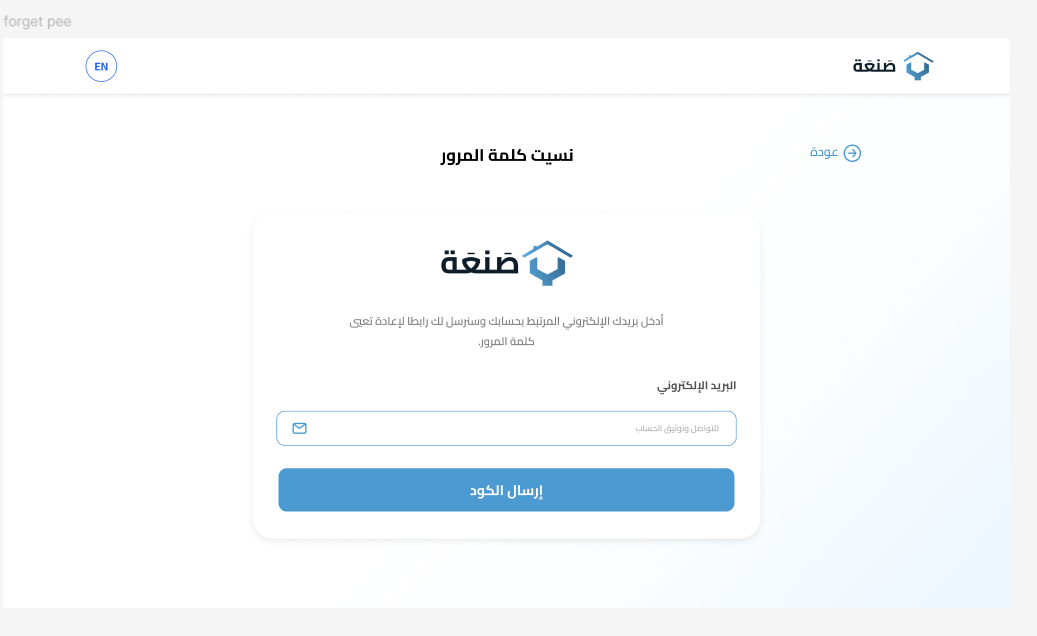 forget pee
صَنعَة
EN
عودة
نسيت كلمة المرور
صَنعَة
أدخل بريدك الإلكتروني المرتبط بحسابك وسنرسل لك رابطا لإعادة تعيى
كلمة المرور.
البريد الإلكتروني
للتواصل وتوثيق الحساب
إرسال الكود